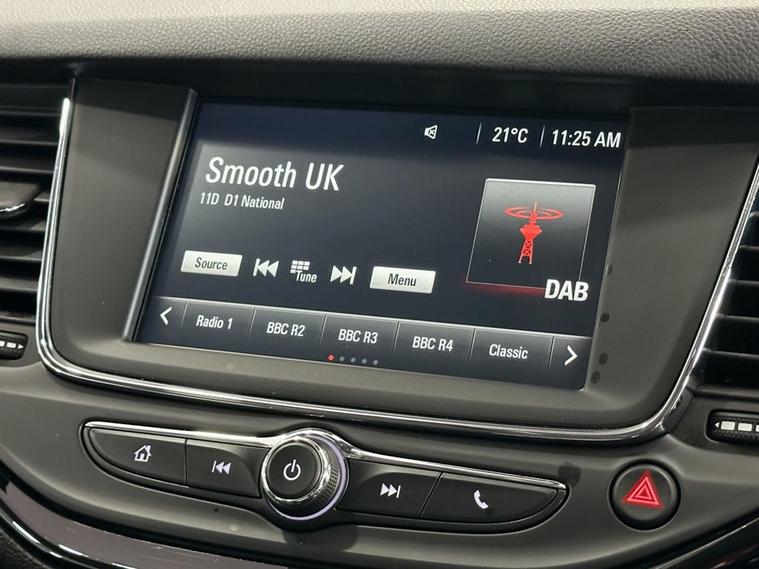 21°C 11:25 AM
Smooth UK
11D D1 National
Source Tune Menu
DAB
Radio 1 BBC R2 BBC R3 BBC R4 Classic